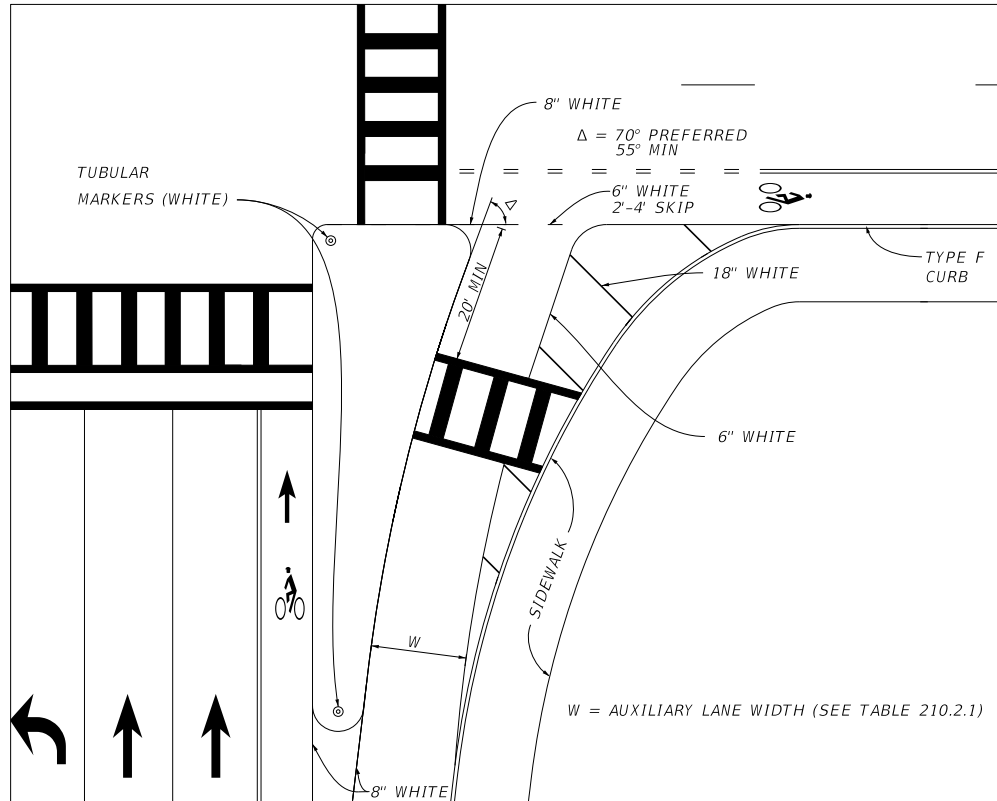 8" WHITE
Δ = 70° PREFERRED
55° MIN
TUBULAR
MARKERS (WHITE)
6" WHITE
2'-4' SKIP
Δ
TYPE F
CURB
20' MIN
18" WHITE
6" WHITE
SIDEWALK
W
W = AUXILIARY LANE WIDTH (SEE TABLE 210.2.1)
8" WHITE